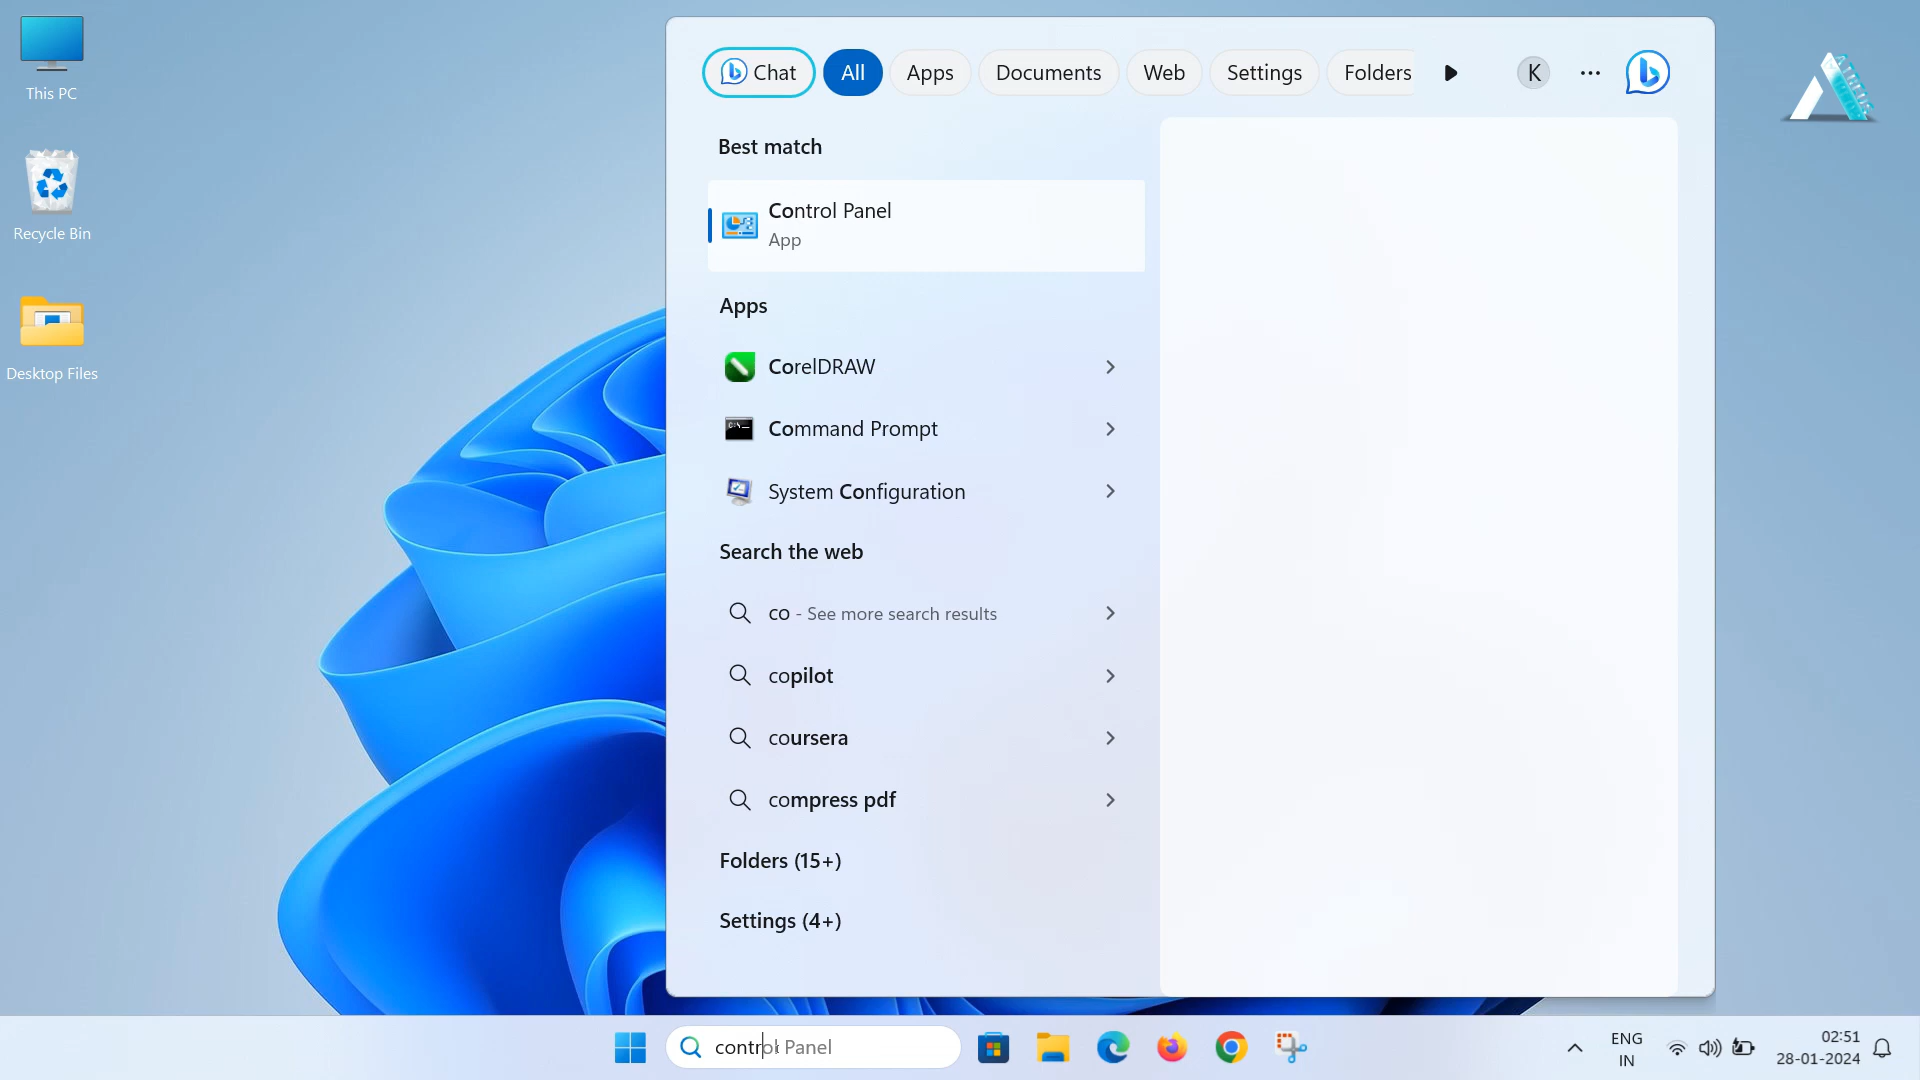 This PC
Recycle Bin
Desktop Files
Chat
All
Apps
Documents
Web
Settings
Folders
K
Best match
Control Panel
App
Apps
CorelDRAW
Command Prompt
System Configuration
Search the web
co - See more search results
copilot
coursera
compress pdf
Folders (15+)
Settings (4+)
control Panel
ENG
IN
02:51
28-01-2024